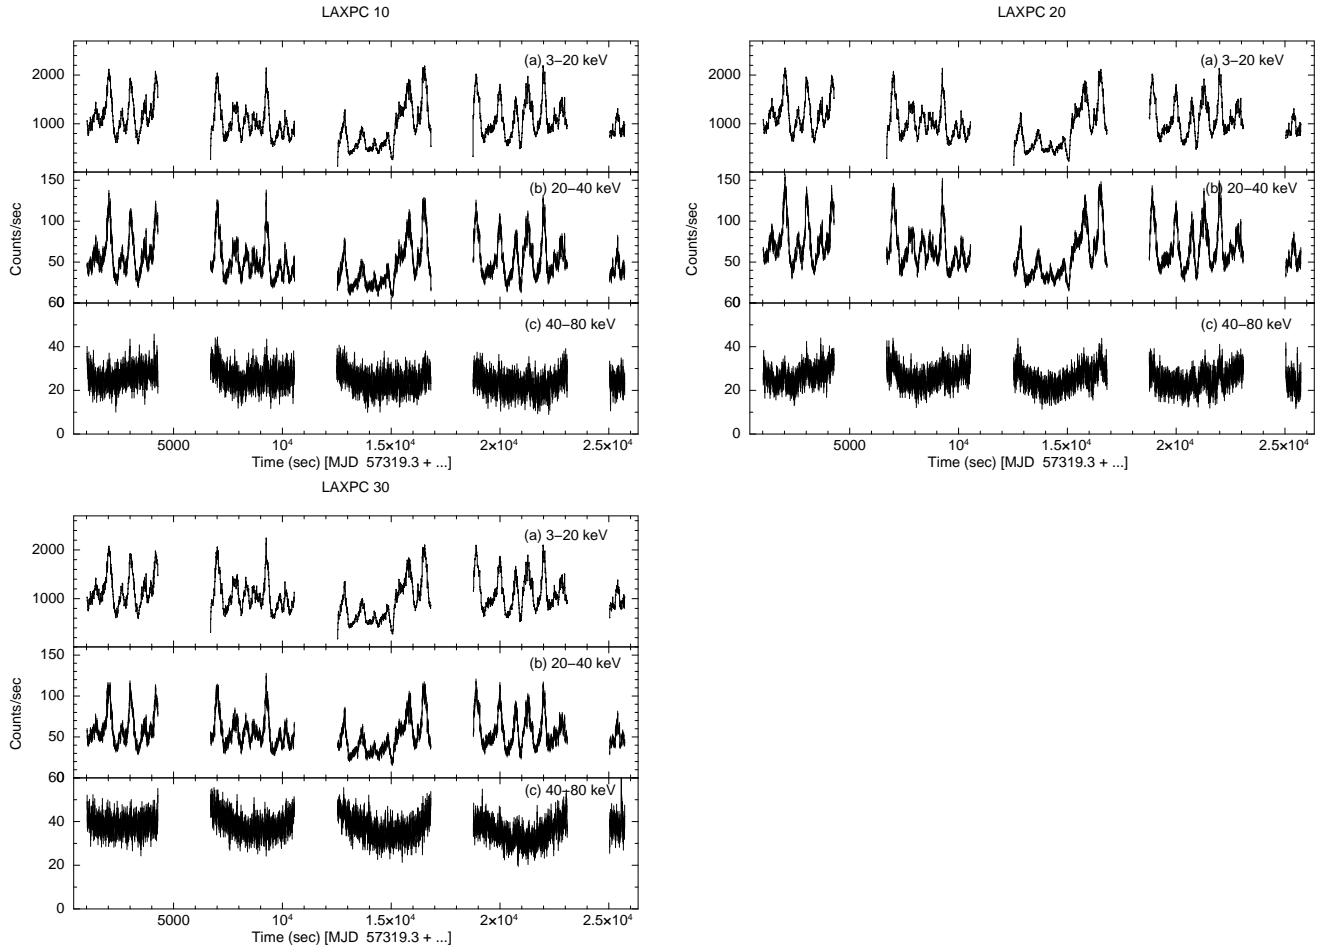 LAXPC 10
(a) 3–20 keV
2000
1000
(b) 20–40 keV
150
100
50
0
Counts/sec
(c) 40–80 keV
60
40
20
0
5000 10⁴ 1.5×10⁴ 2×10⁴ 2.5×10⁴
Time (sec) [MJD 57319.3 + ...]
LAXPC 20
(a) 3–20 keV
2000
1000
(b) 20–40 keV
150
100
50
0
Counts/sec
(c) 40–80 keV
60
40
20
0
5000 10⁴ 1.5×10⁴ 2×10⁴ 2.5×10⁴
Time (sec) [MJD 57319.3 + ...]
LAXPC 30
(a) 3–20 keV
2000
1000
(b) 20–40 keV
150
100
50
0
Counts/sec
(c) 40–80 keV
60
40
20
0
5000 10⁴ 1.5×10⁴ 2×10⁴ 2.5×10⁴
Time (sec) [MJD 57319.3 + ...]